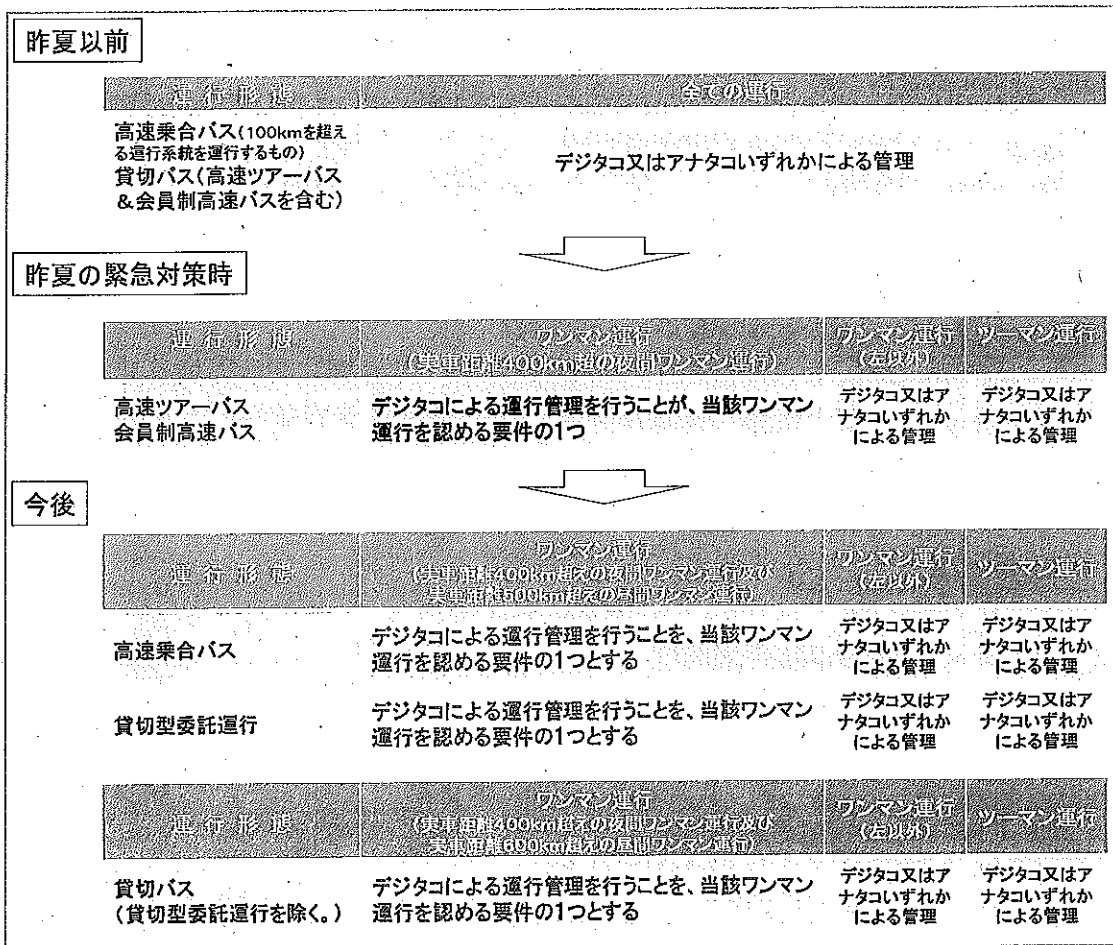 昨夏以前
運行形態 全ての運行
高速乗合バス(100kmを超え
る運行系統を運行するもの)
貸切バス(高速ツアーバス
&会員制高速バスを含む)
デジタコ又はアナタコいずれかによる管理
昨夏の緊急対策時
運行形態
ワンマン運行
(実車距離400km超の夜間ワンマン運行)
ワンマン運行
(左以外)
ツーマン運行
高速ツアーバス
会員制高速バス
デジタコによる運行管理を行うことが、当該ワンマン
運行を認める要件の1つ
デジタコ又はア
ナタコいずれか
による管理
デジタコ又はア
ナタコいずれか
による管理
今後
運行形態
ワンマン運行
(実車距離400km超えの夜間ワンマン運行及び
実車距離500km超えの昼間ワンマン運行)
ワンマン運行
(左以外)
ツーマン運行
高速乗合バス
デジタコによる運行管理を行うことを、当該ワンマン
運行を認める要件の1つとする
デジタコ又はア
ナタコいずれか
による管理
デジタコ又はア
ナタコいずれか
による管理
貸切型委託運行
デジタコによる運行管理を行うことを、当該ワンマン
運行を認める要件の1つとする
デジタコ又はア
ナタコいずれか
による管理
デジタコ又はア
ナタコいずれか
による管理
運行形態
ワンマン運行
(実車距離400km超えの夜間ワンマン運行及び
実車距離600km超えの昼間ワンマン運行)
ワンマン運行
(左以外)
ツーマン運行
貸切バス
(貸切型委託運行を除く。)
デジタコによる運行管理を行うことを、当該ワンマン
運行を認める要件の1つとする
デジタコ又はア
ナタコいずれか
による管理
デジタコ又はア
ナタコいずれか
による管理